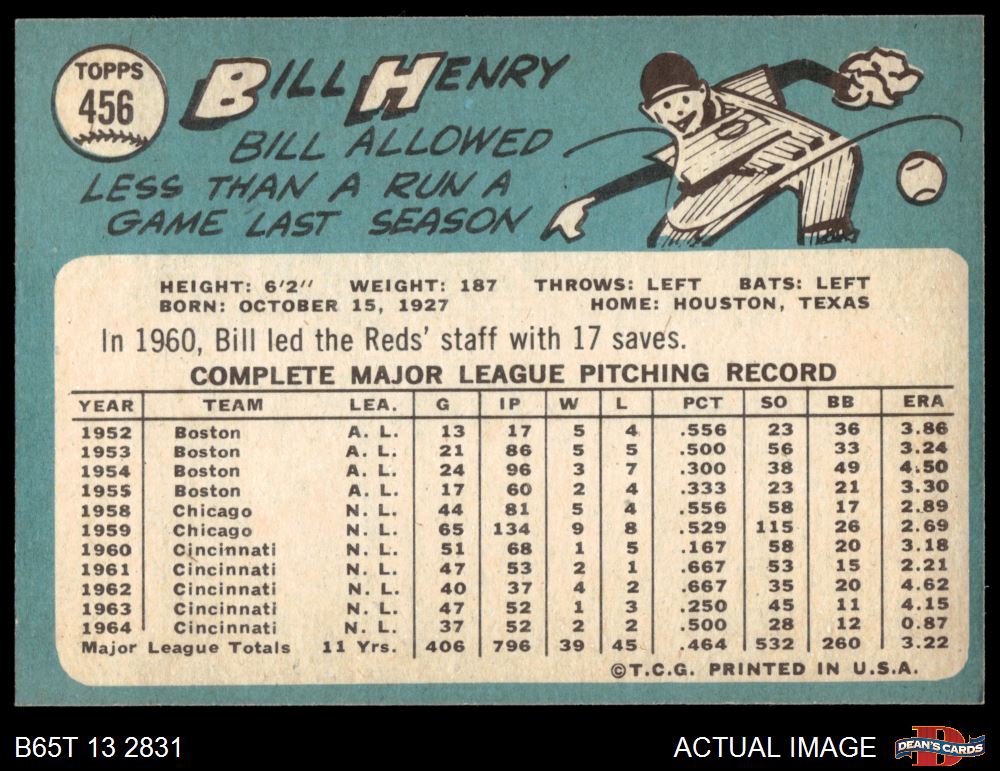 TOPPS
456
BILL HENRY
BILL ALLOWED
LESS THAN A RUN A
GAME LAST SEASON
HEIGHT: 6'2" WEIGHT: 187 THROWS: LEFT BATS: LEFT
BORN: OCTOBER 15, 1927 HOME: HOUSTON, TEXAS
In 1960, Bill led the Reds' staff with 17 saves.
COMPLETE MAJOR LEAGUE PITCHING RECORD
YEAR TEAM LEA. G IP W L PCT SO BB ERA
1952 Boston A. L. 13 17 5 4 .556 23 36 3.86
1953 Boston A. L. 21 86 5 5 .500 56 33 3.24
1954 Boston A. L. 24 96 3 7 .300 38 49 4.50
1955 Boston A. L. 17 60 2 4 .333 23 21 3.30
1958 Chicago N. L. 44 81 5 4 .556 58 17 2.89
1959 Chicago N. L. 65 134 9 8 .529 115 26 2.69
1960 Cincinnati N. L. 51 68 1 5 .167 58 20 3.18
1961 Cincinnati N. L. 47 53 2 1 .667 53 15 2.21
1962 Cincinnati N. L. 40 37 4 2 .667 35 20 4.62
1963 Cincinnati N. L. 47 52 1 3 .250 45 11 4.15
1964 Cincinnati N. L. 37 52 2 2 .500 28 12 0.87
Major League Totals 11 Yrs. 406 796 39 45 .464 532 260 3.22
©T.C.G. PRINTED IN U.S.A.
B65T 13 2831
ACTUAL IMAGE
D
DEAN'S CARDS